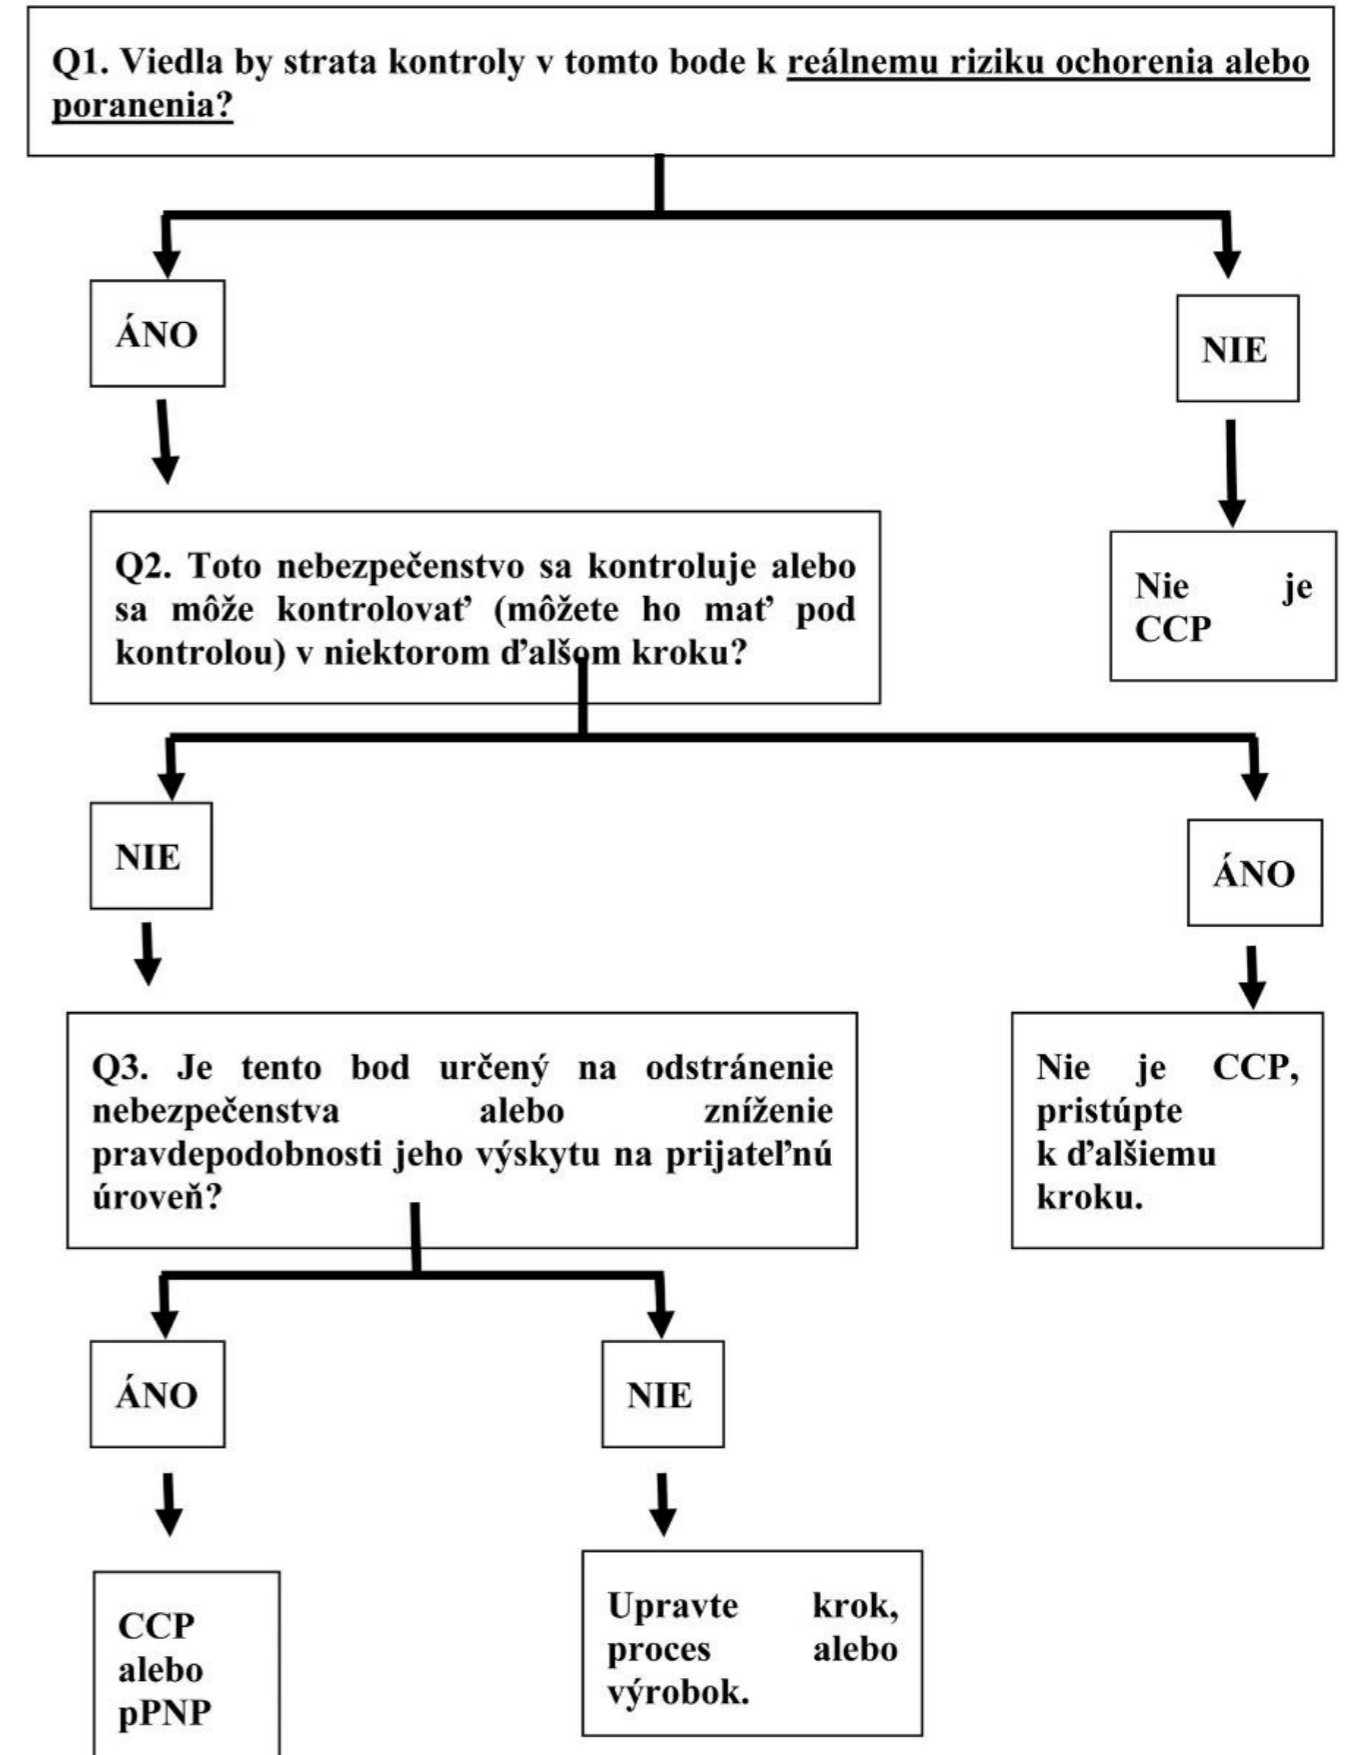 Q1. Viedla by strata kontroly v tomto bode k reálnemu riziku ochorenia alebo
poranenia?
ÁNO
NIE
Q2. Toto nebezpečenstvo sa kontroluje alebo
sa môže kontrolovať (môžete ho mať pod
kontrolou) v niektorom ďalšom kroku?
Nie je
CCP
NIE
ÁNO
Q3. Je tento bod určený na odstránenie
nebezpečenstva alebo zníženie
pravdepodobnosti jeho výskytu na prijateľnú
úroveň?
Nie je CCP,
pristúpte
k ďalšiemu
kroku.
ÁNO
NIE
CCP
alebo
pPNP
Upravte krok,
proces alebo
výrobok.